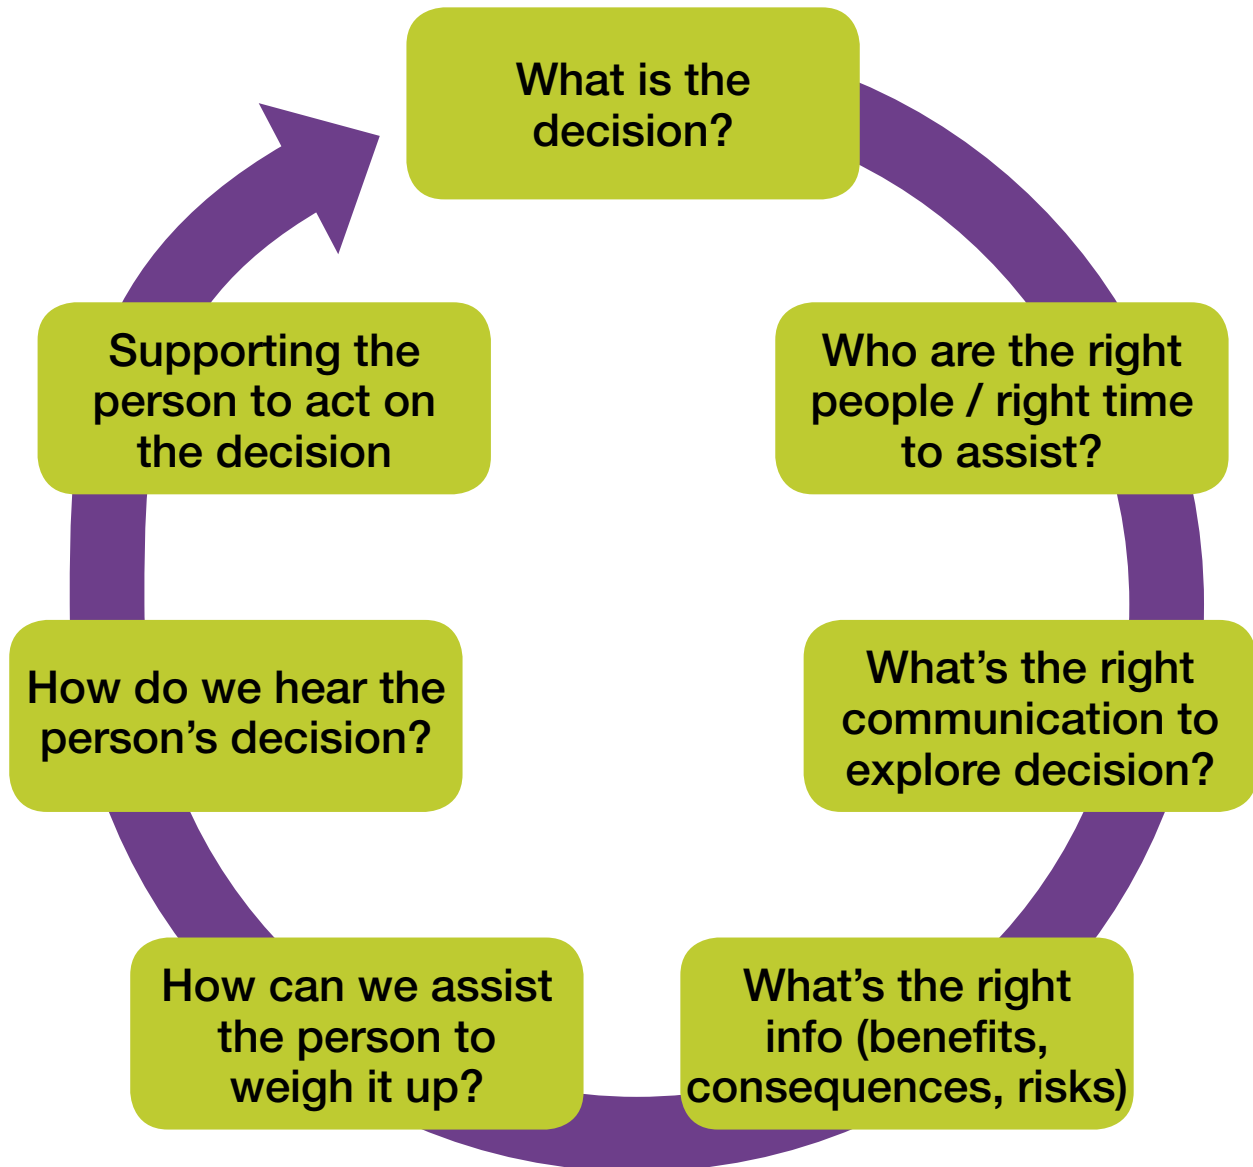 What is the
decision?
Who are the right
people / right time
to assist?
What’s the right
communication to
explore decision?
What’s the right
info (benefits,
consequences, risks)
How can we assist
the person to
weigh it up?
How do we hear the
person’s decision?
Supporting the
person to act on
the decision